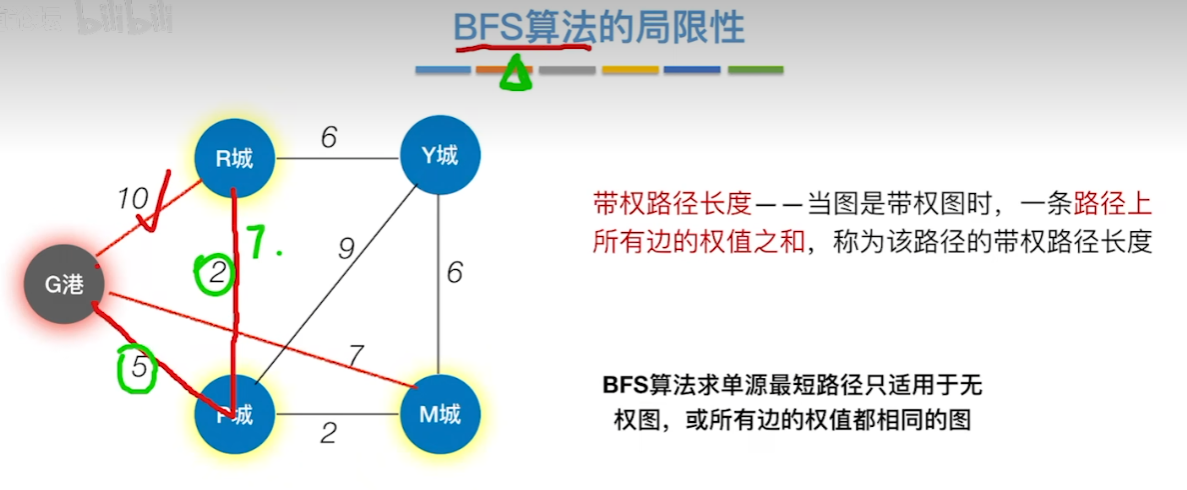 bilibili
BFS算法的局限性
R城
6
Y城
10
7.
带权路径长度——当图是带权图时，一条路径上
所有边的权值之和，称为该路径的带权路径长度
9
2
6
G港
7
5
BFS算法求单源最短路径只适用于无
权图，或所有边的权值都相同的图
P城
M城
2